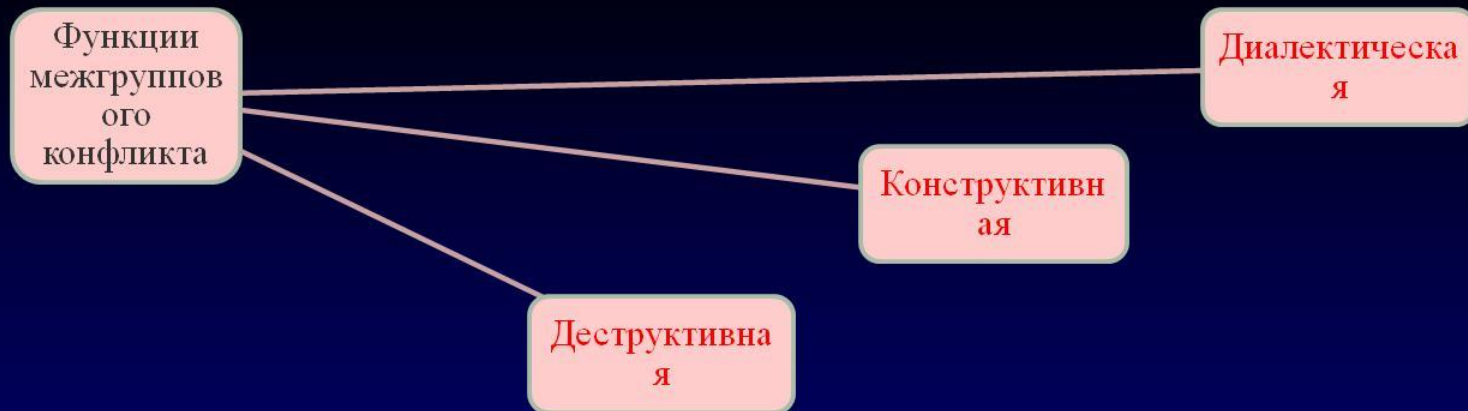 Функции
межгруппов
ого
конфликта
Диалектическа
я
Конструктивн
ая
Деструктивна
я